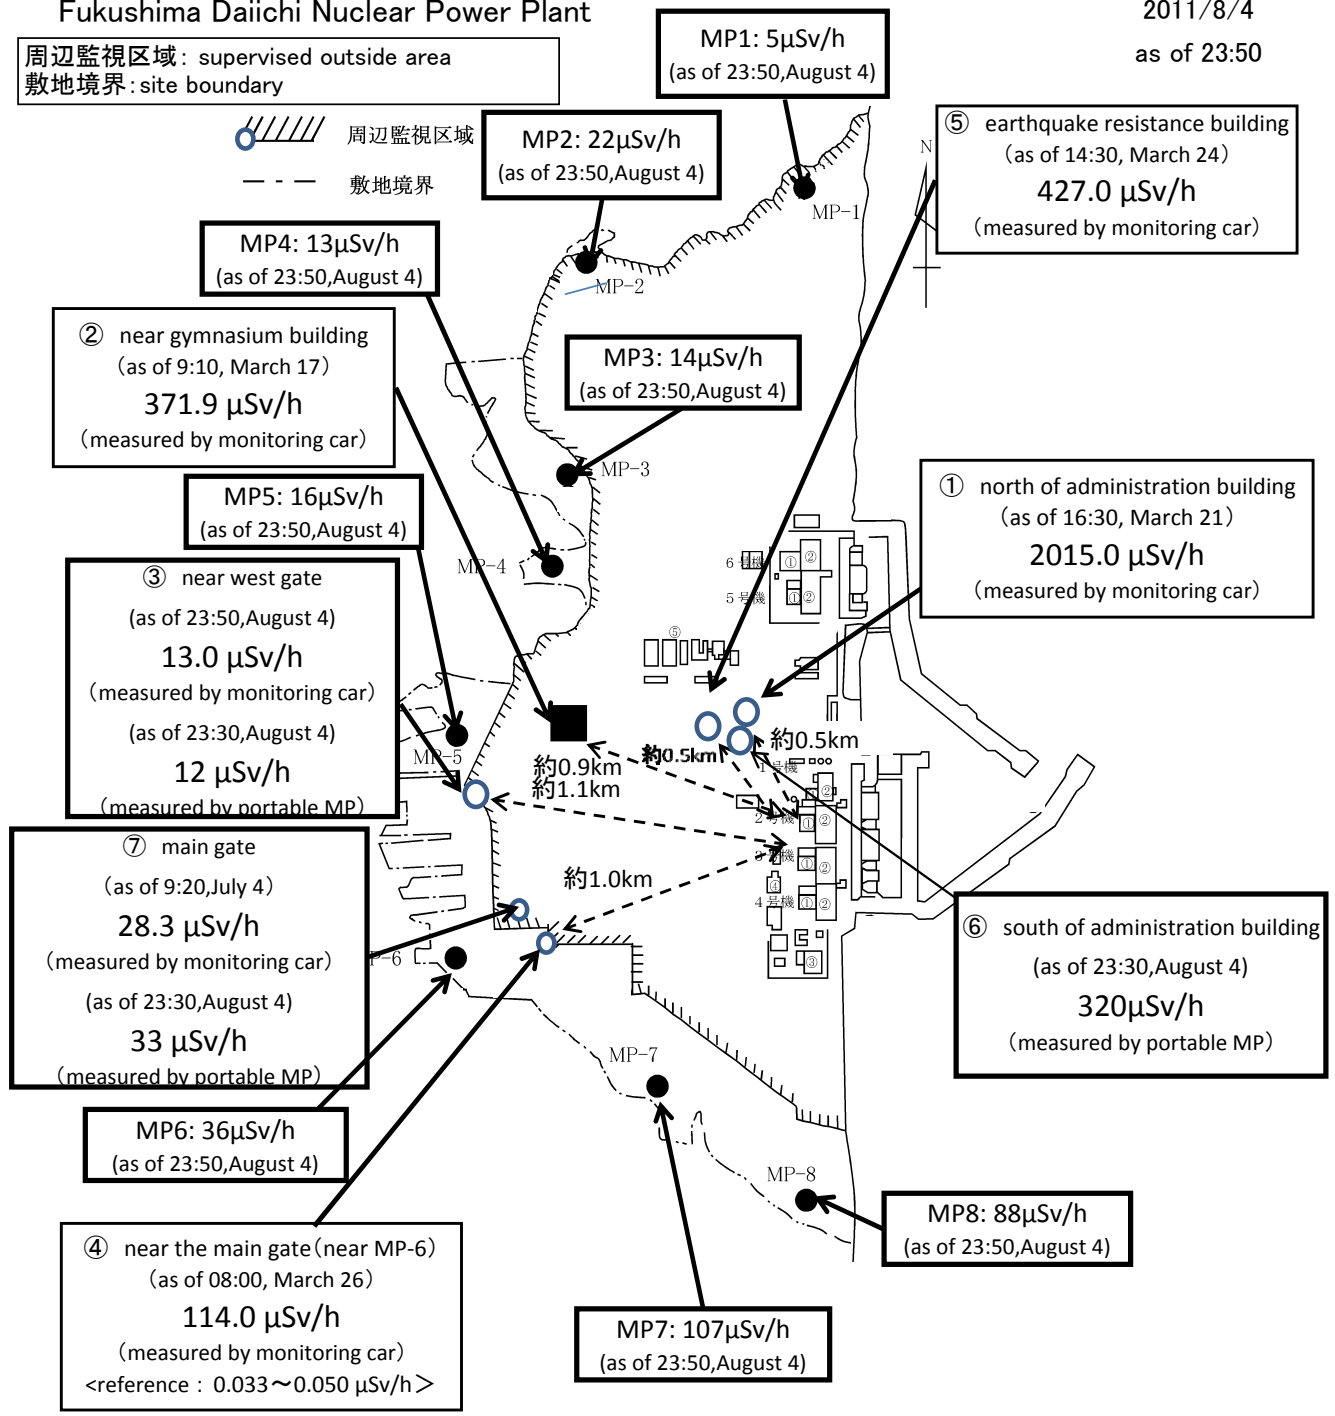 Fukushima Daiichi Nuclear Power Plant
2011/8/4
as of 23:50
周辺監視区域: supervised outside area
敷地境界:site boundary
周辺監視区域
敷地境界
MP1: 5μSv/h
(as of 23:50,August 4)
MP2: 22μSv/h
(as of 23:50,August 4)
⑤ earthquake resistance building
(as of 14:30, March 24)
427.0 μSv/h
(measured by monitoring car)
N
MP-1
MP4: 13μSv/h
(as of 23:50,August 4)
MP-2
② near gymnasium building
(as of 9:10, March 17)
371.9 μSv/h
(measured by monitoring car)
MP3: 14μSv/h
(as of 23:50,August 4)
MP-3
MP5: 16μSv/h
(as of 23:50,August 4)
① north of administration building
(as of 16:30, March 21)
2015.0 μSv/h
(measured by monitoring car)
MP-4
③ near west gate
(as of 23:50,August 4)
13.0 μSv/h
(measured by monitoring car)
(as of 23:30,August 4)
12 μSv/h
(measured by portable MP)
6号機 ① ②
5号機 ① ②
⑤
MP-5
約0.9km
約1.1km
約0.5km
約0.5km
1号機
②
2号機 ① ②
3号機 ① ②
④
4号機 ① ②
③
約1.0km
⑦ main gate
(as of 9:20,July 4)
28.3 μSv/h
(measured by monitoring car)
(as of 23:30,August 4)
33 μSv/h
(measured by portable MP)
P-6
⑥ south of administration building
(as of 23:30,August 4)
320μSv/h
(measured by portable MP)
MP-7
MP6: 36μSv/h
(as of 23:50,August 4)
MP-8
MP8: 88μSv/h
(as of 23:50,August 4)
④ near the main gate(near MP-6)
(as of 08:00, March 26)
114.0 μSv/h
(measured by monitoring car)
<reference : 0.033~0.050 μSv/h>
MP7: 107μSv/h
(as of 23:50,August 4)